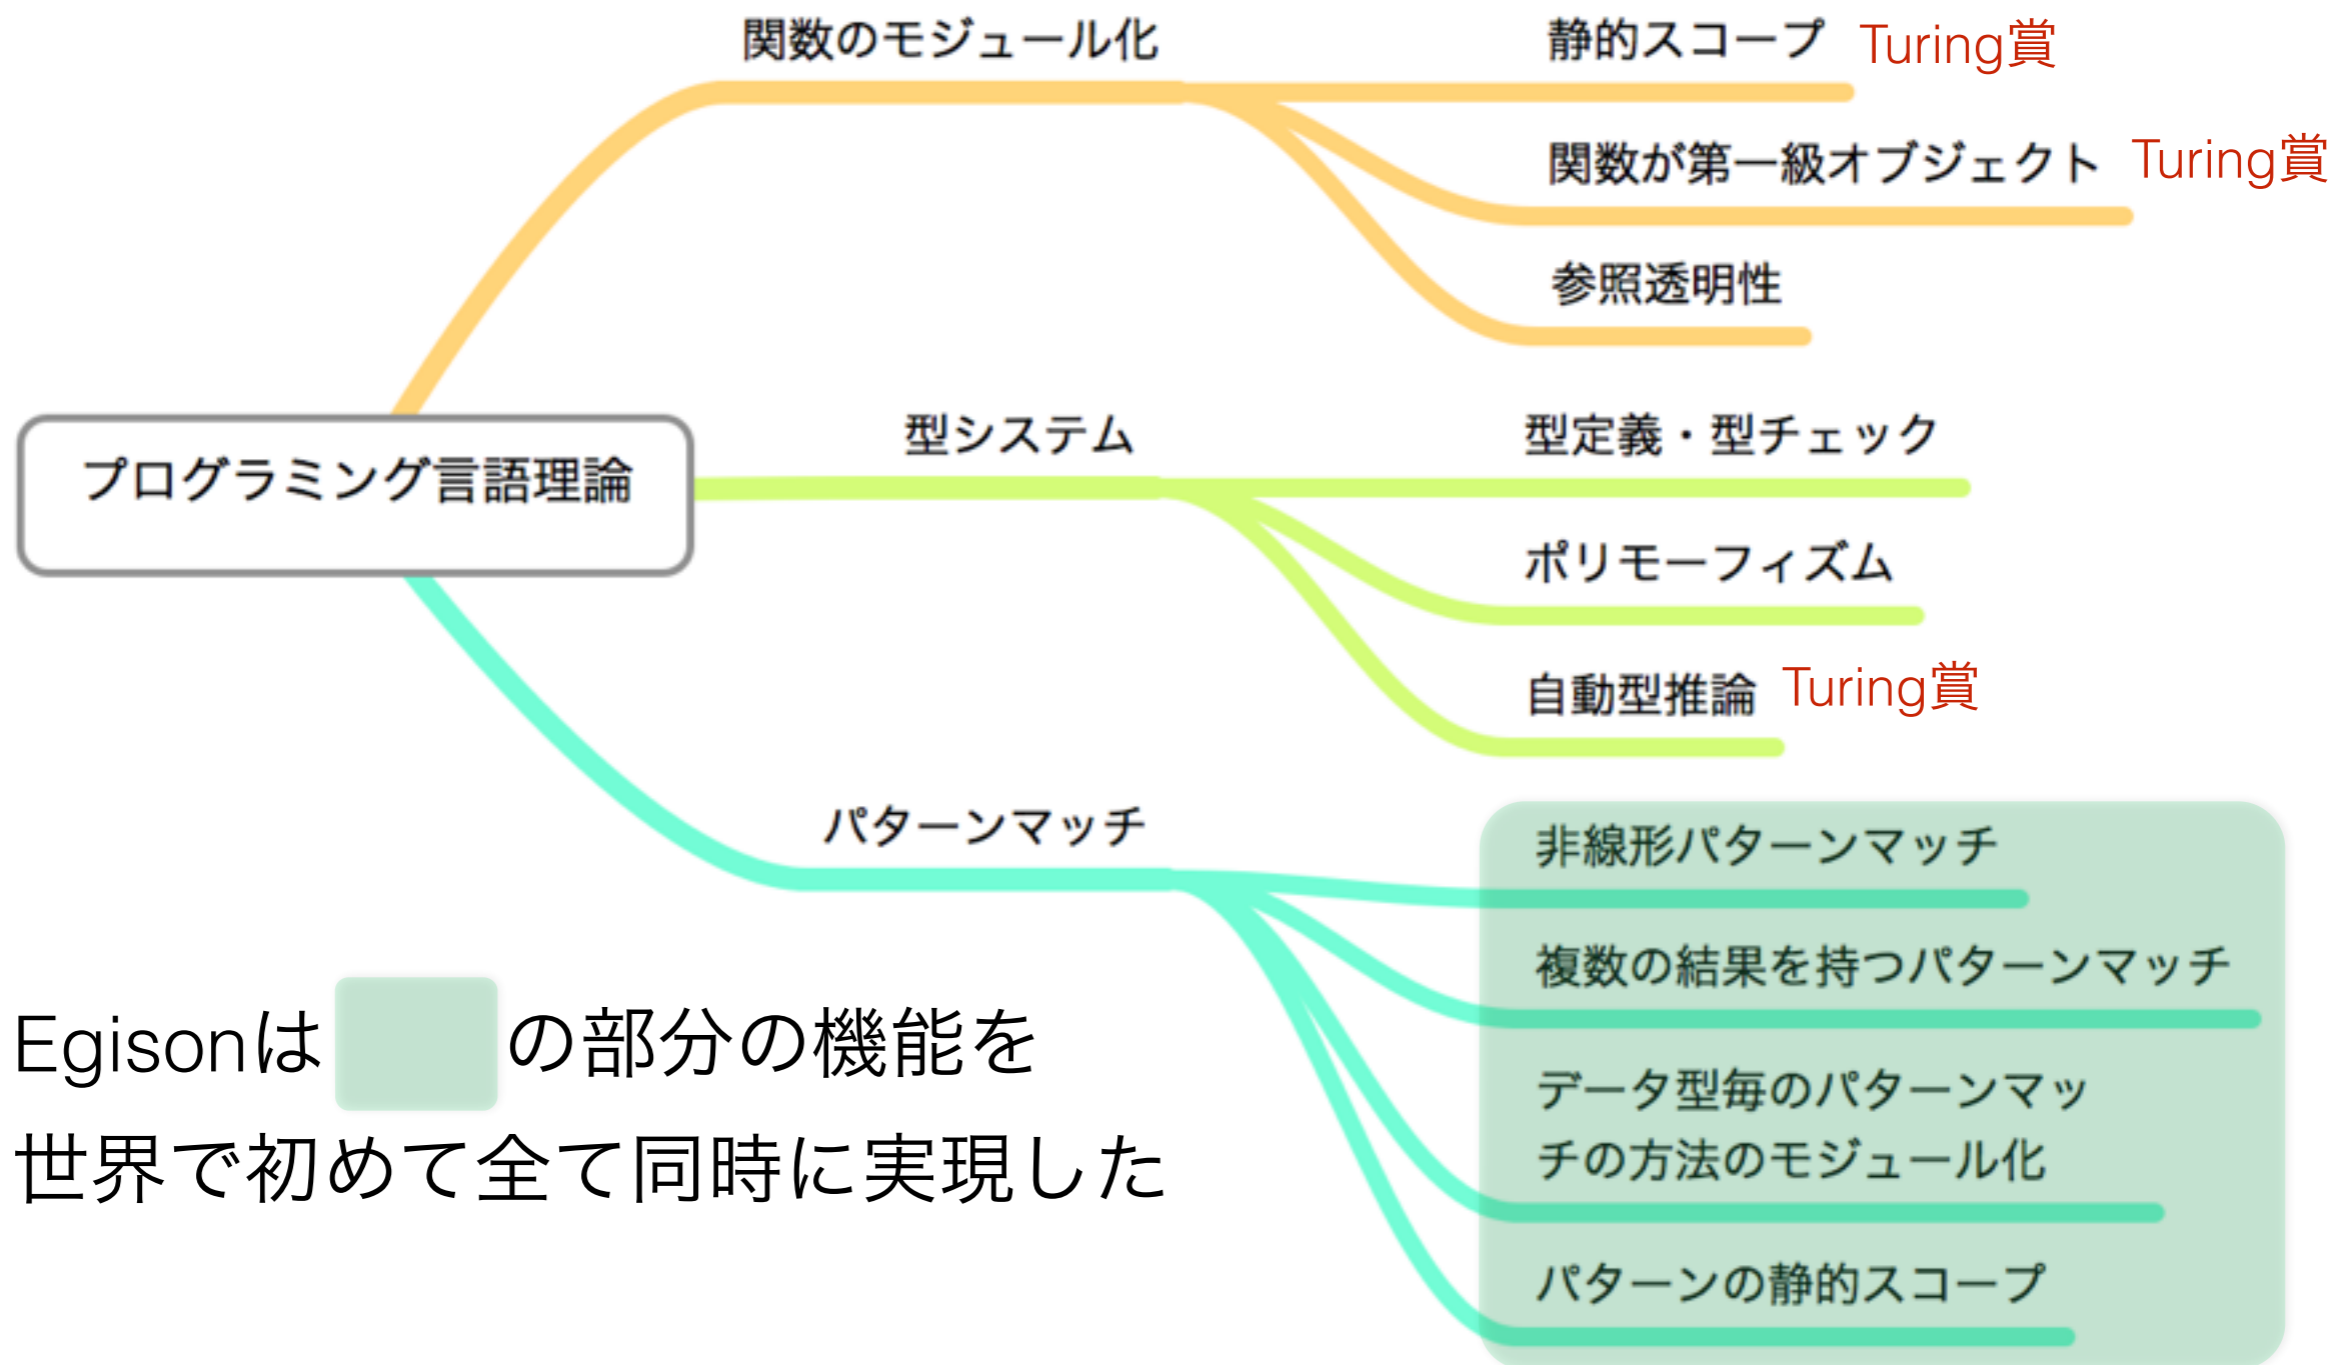 関数のモジュール化
静的スコープ Turing賞
関数が第一級オブジェクト Turing賞
参照透明性
プログラミング言語理論
型システム
型定義・型チェック
ポリモーフィズム
自動型推論 Turing賞
パターンマッチ
非線形パターンマッチ
複数の結果を持つパターンマッチ
データ型毎のパターンマッ
チの方法のモジュール化
パターンの静的スコープ
Egisonは の部分の機能を
世界で初めて全て同時に実現した